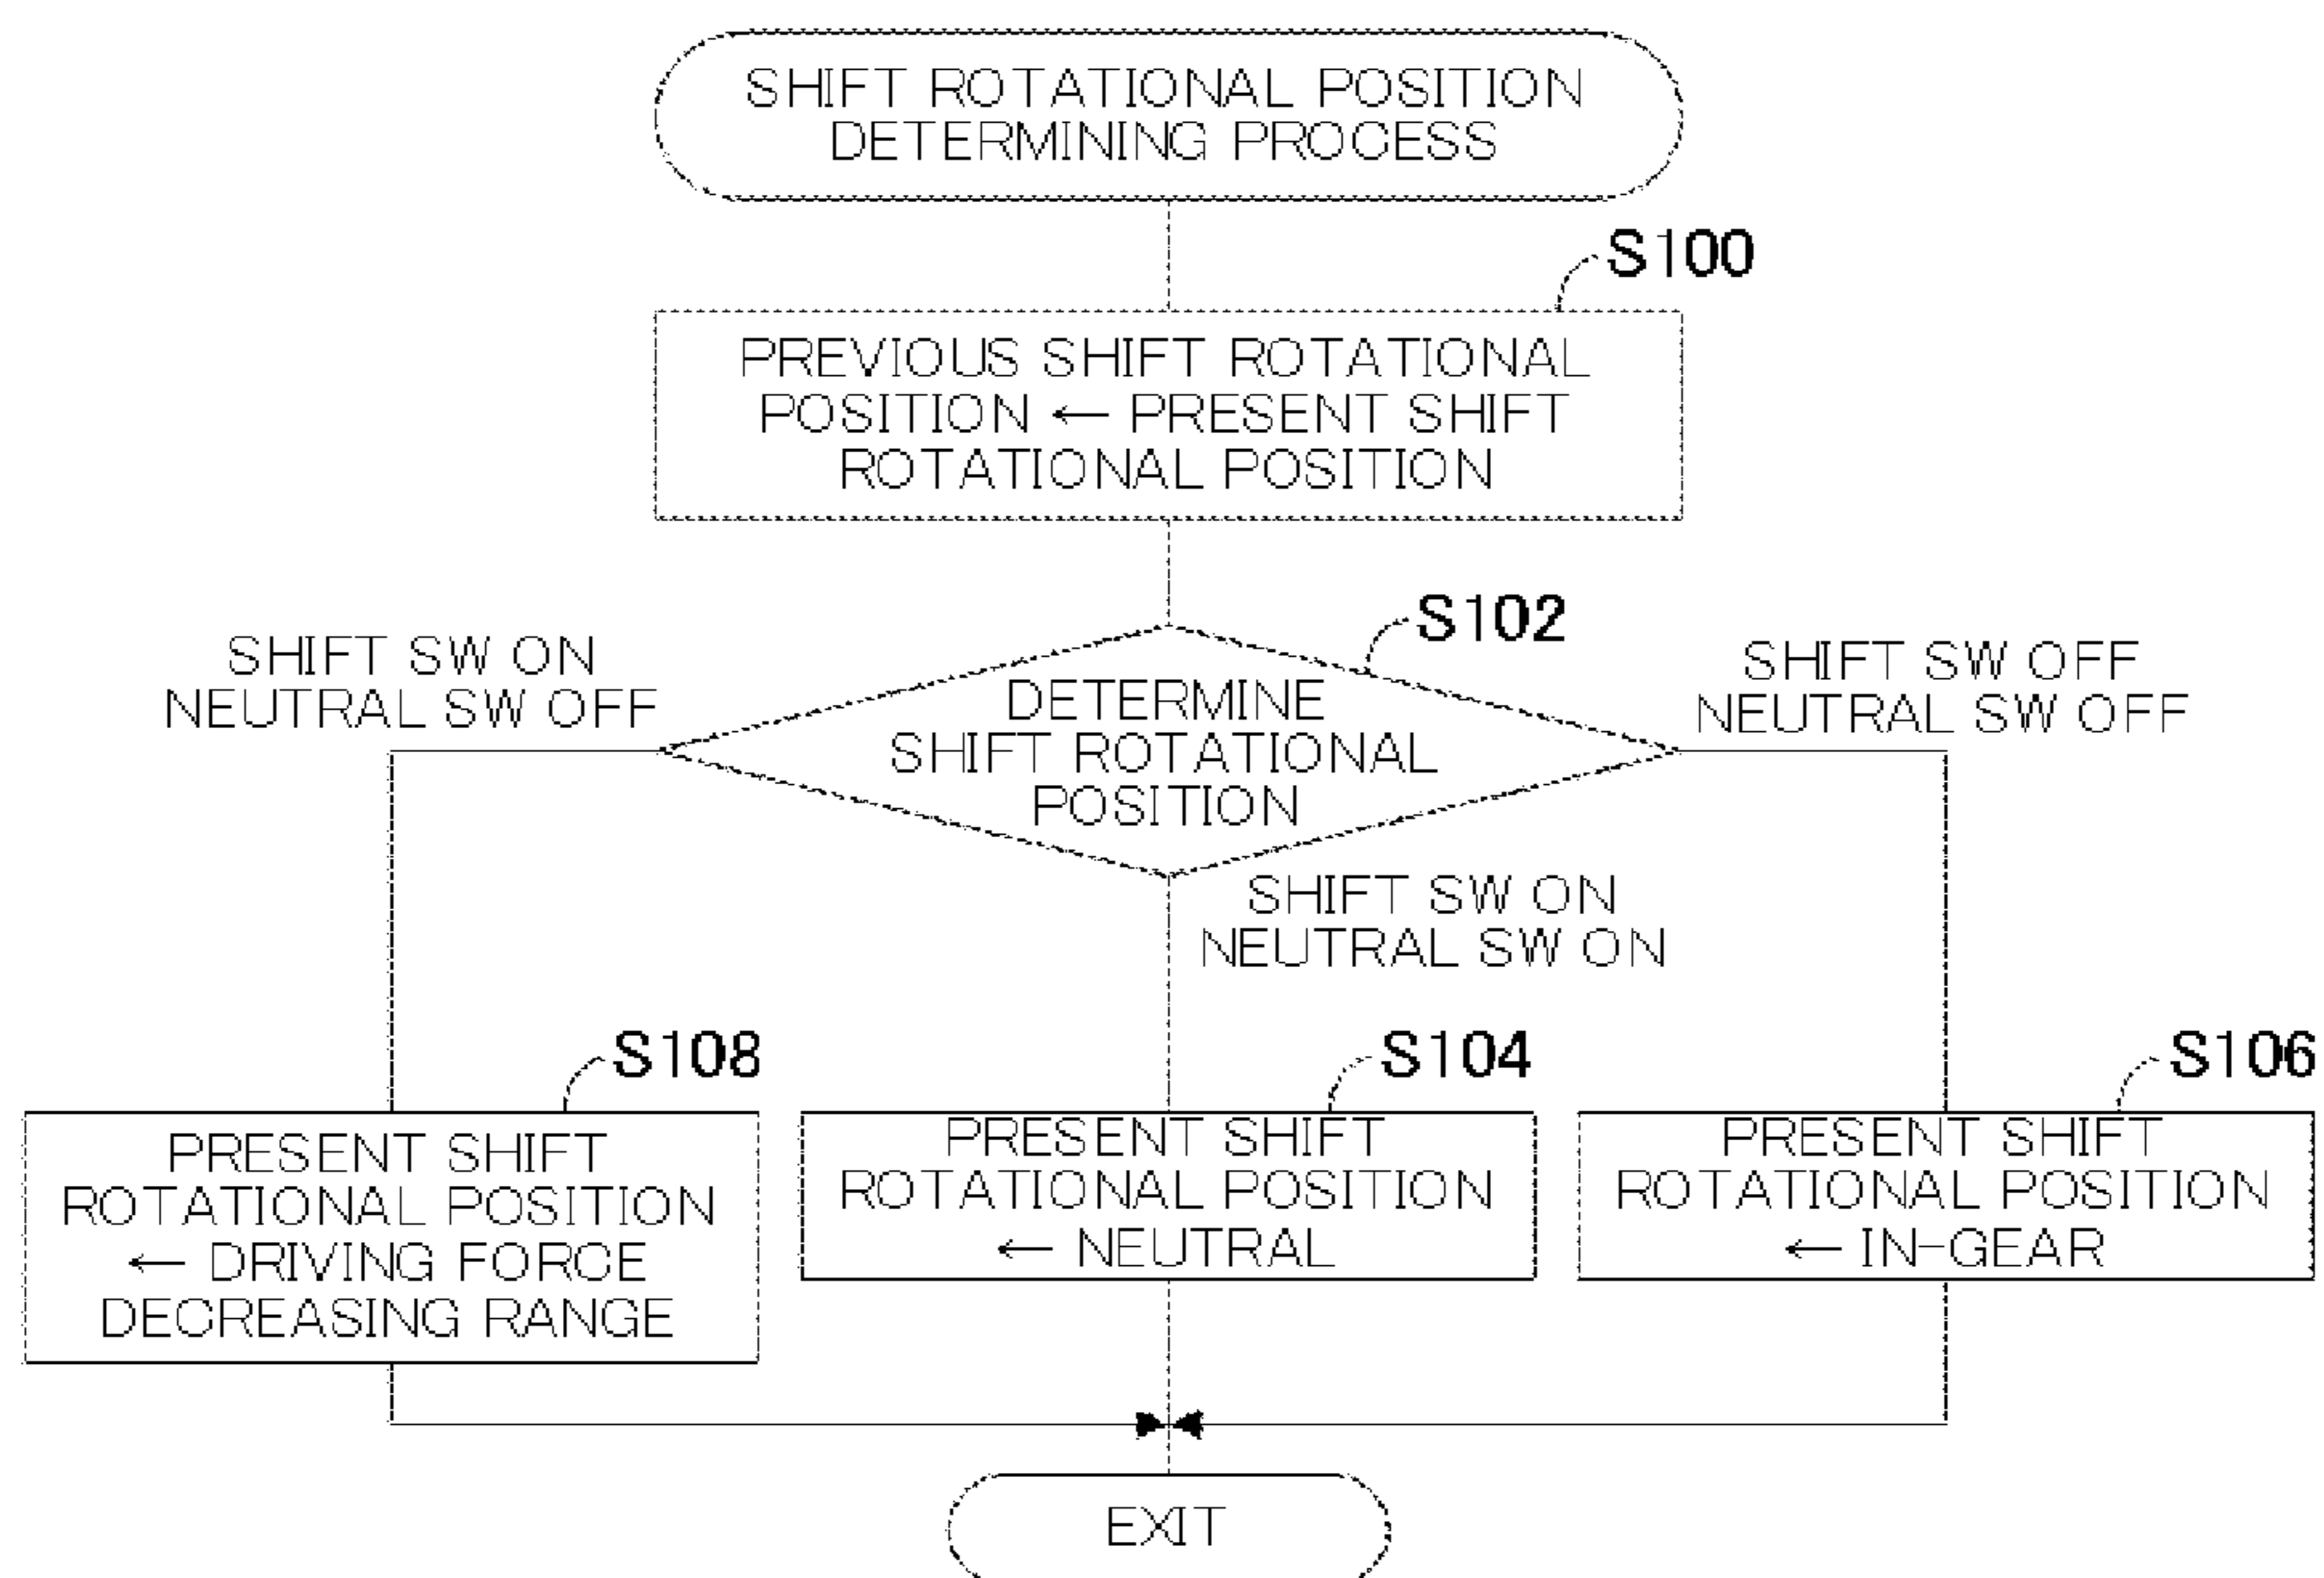 SHIFT ROTATIONAL POSITION
DETERMINING PROCESS
S100
PREVIOUS SHIFT ROTATIONAL
POSITION ← PRESENT SHIFT
ROTATIONAL POSITION
S102
SHIFT SW ON
NEUTRAL SW OFF
DETERMINE
SHIFT ROTATIONAL
POSITION
SHIFT SW OFF
NEUTRAL SW OFF
SHIFT SW ON
NEUTRAL SW ON
S108
PRESENT SHIFT
ROTATIONAL POSITION
← DRIVING FORCE
DECREASING RANGE
S104
PRESENT SHIFT
ROTATIONAL POSITION
← NEUTRAL
S106
PRESENT SHIFT
ROTATIONAL POSITION
← IN-GEAR
EXIT